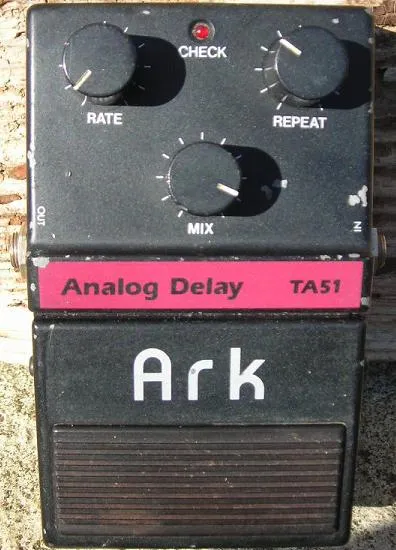 CHECK
RATE
REPEAT
MIX
OUT
IN
Analog Delay TA51
Ark